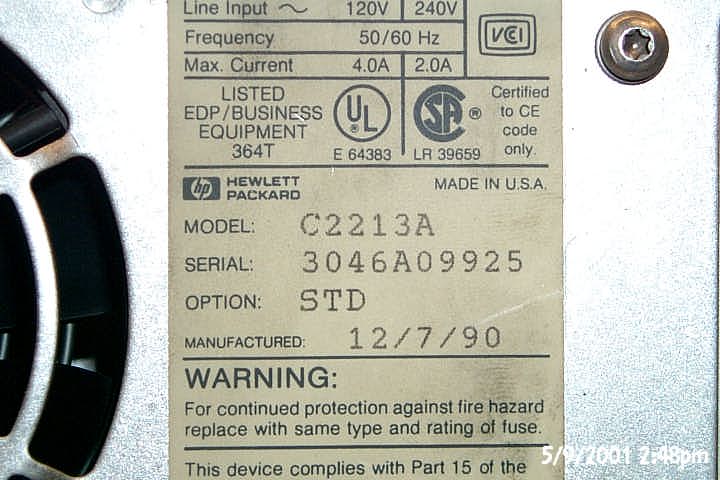 Line Input ~ 120V 240V
Frequency 50/60 Hz
Max. Current 4.0A 2.0A
VCI
LISTED
EDP/BUSINESS
EQUIPMENT
364T
UL
E 64383
SA ®
LR 39659
Certified
to CE
code
only.
hp HEWLETT
PACKARD
MADE IN U.S.A.
MODEL: C2213A
SERIAL: 3046A09925
OPTION: STD
MANUFACTURED: 12/7/90
WARNING:
For continued protection against fire hazard
replace with same type and rating of fuse.
This device complies with Part 15 of the
5/9/2001 2:48pm